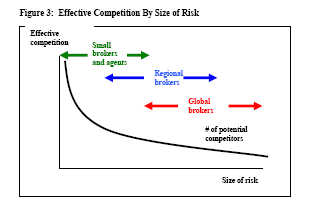 Figure 3:  Effective Competition By Size of Risk
Effective
competition
Small
brokers
and agents
Regional
brokers
Global
brokers
# of potential
competitors
Size of risk